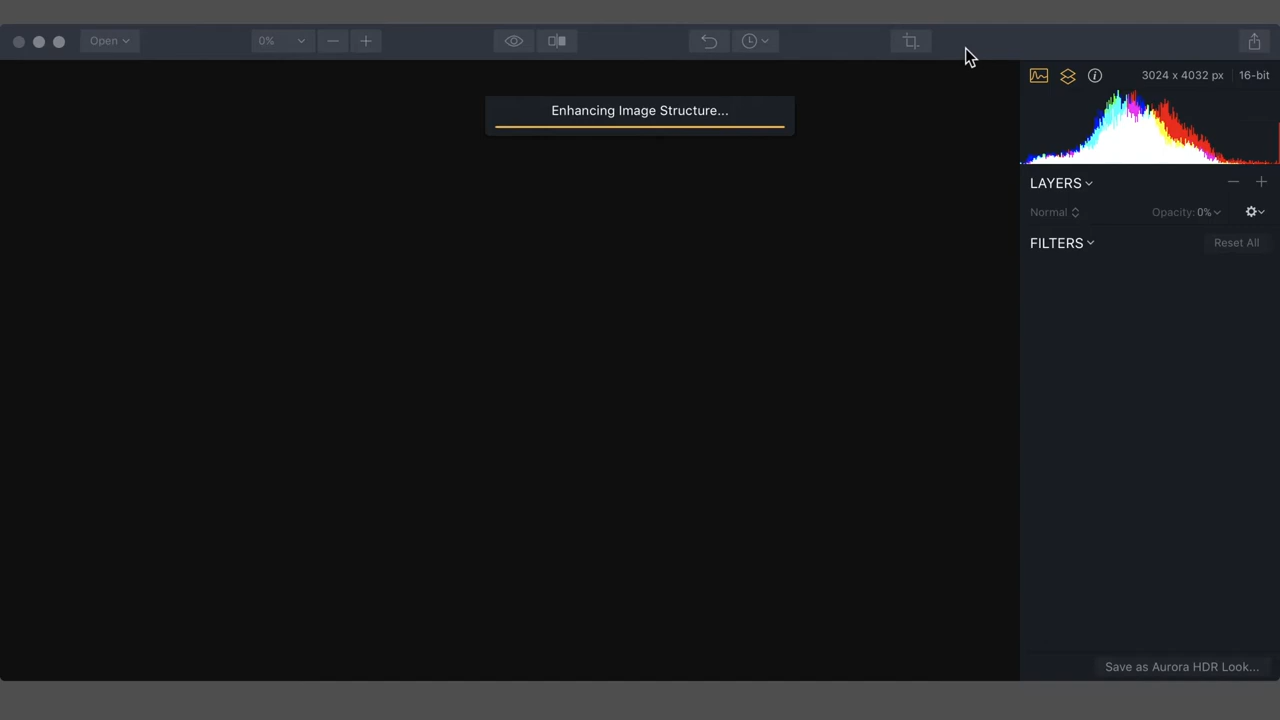 Open
0%
Enhancing Image Structure...
3024 x 4032 px
16-bit
LAYERS
Normal
Opacity: 0%
FILTERS
Reset All
Save as Aurora HDR Look...